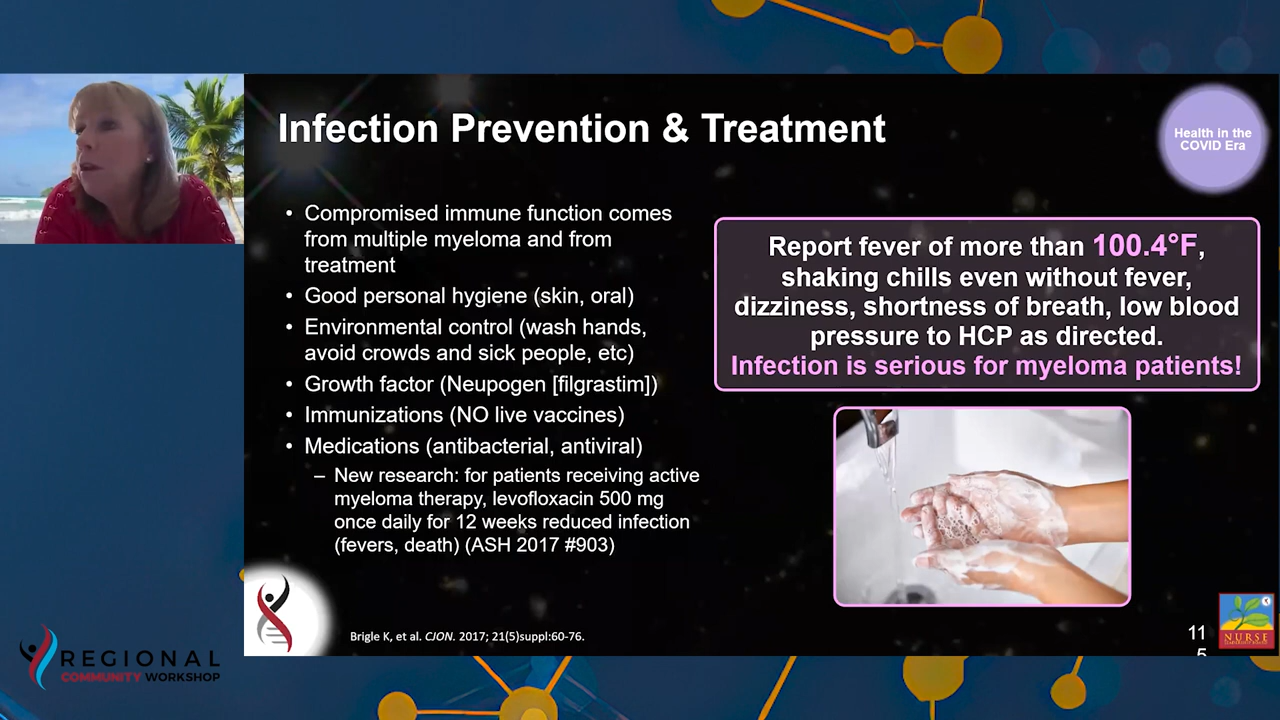 Infection Prevention & Treatment
Health in the
COVID Era
• Compromised immune function comes
from multiple myeloma and from
treatment
• Good personal hygiene (skin, oral)
• Environmental control (wash hands,
avoid crowds and sick people, etc)
• Growth factor (Neupogen [filgrastim])
• Immunizations (NO live vaccines)
• Medications (antibacterial, antiviral)
– New research: for patients receiving active
myeloma therapy, levofloxacin 500 mg
once daily for 12 weeks reduced infection
(fevers, death) (ASH 2017 #903)
Report fever of more than 100.4°F,
shaking chills even without fever,
dizziness, shortness of breath, low blood
pressure to HCP as directed.
Infection is serious for myeloma patients!
Brigle K, et al. CJON. 2017; 21(5)suppl:60-76.
11
5
NURSE
LEADERSHIP BOARD
REGIONAL
COMMUNITY WORKSHOP